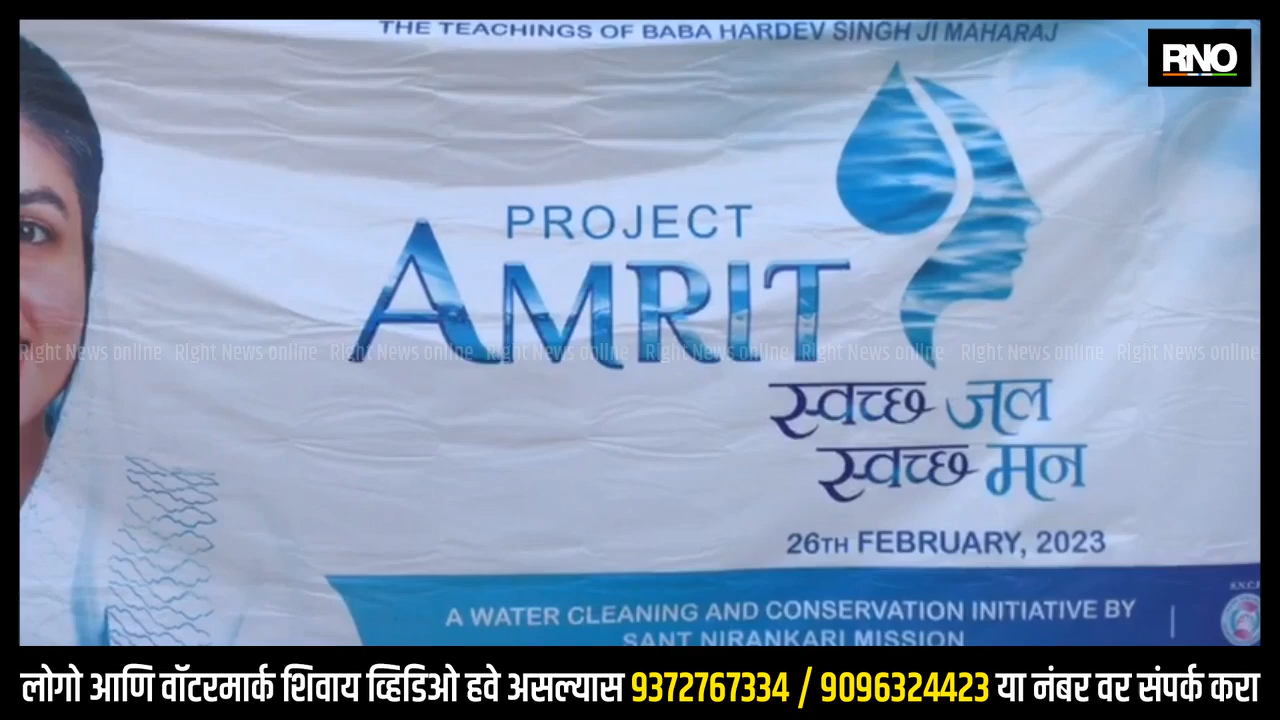 THE TEACHINGS OF BABA HARDEV SINGH JI MAHARAJ
RNO
PROJECT
AMRIT
Right News online Right News online Right News online Right News online Right News online Right News online Right News online Right News online
स्वच्छ जल
स्वच्छ मन
26TH FEBRUARY, 2023
A WATER CLEANING AND CONSERVATION INITIATIVE BY
SANT NIRANKARI MISSION
लोगो आणि वॉटरमार्क शिवाय व्हिडिओ हवे असल्यास 9372767334 / 9096324423 या नंबर वर संपर्क करा